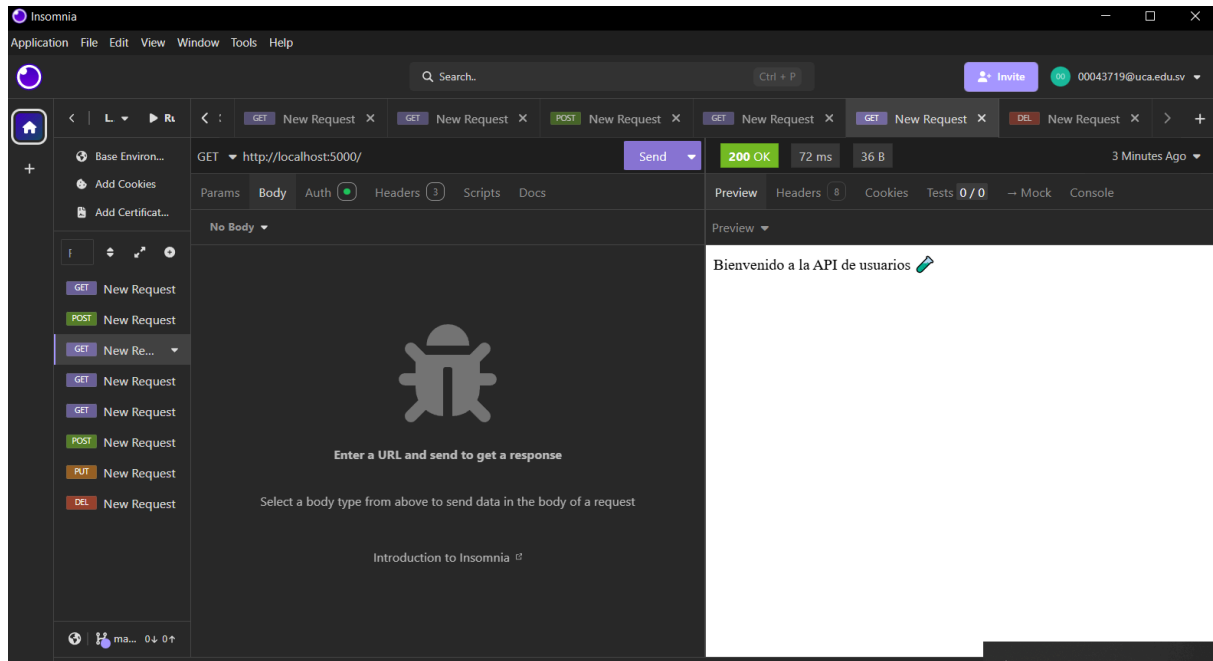 Insomnia
Application File Edit View Window Tools Help
Search.. Ctrl + P Invite 00 00043719@uca.edu.sv
L. Ru GET New Request GET New Request POST New Request GET New Request GET New Request DEL New Request
Base Environ... GET http://localhost:5000/ Send 200 OK 72 ms 36 B 3 Minutes Ago
Add Cookies Params Body Auth Headers 3 Scripts Docs Preview Headers 8 Cookies Tests 0 / 0 → Mock Console
Add Certificat...
No Body Preview
F
Bienvenido a la API de usuarios 🧪
GET New Request
POST New Request
GET New Re...
GET New Request
GET New Request
POST New Request
PUT New Request
DEL New Request
Enter a URL and send to get a response
Select a body type from above to send data in the body of a request
Introduction to Insomnia
ma... 0↓ 0↑